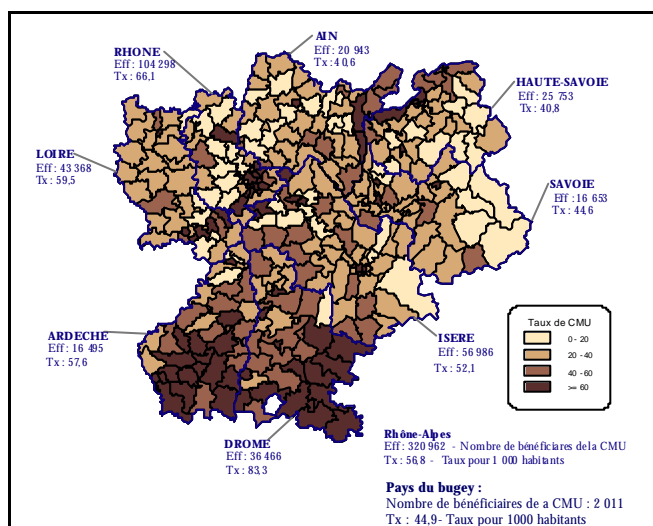 AIN
Eff : 20 943
Tx : 40,6
RHONE
Eff : 104 298
Tx : 66,1
HAUTE-SAVOIE
Eff : 25 753
Tx : 40,8
LOIRE
Eff : 43 368
Tx : 59,5
SAVOIE
Eff : 16 653
Tx : 44,6
Taux de CMU
0 - 20
20 - 40
40 - 60
>= 60
ARDECHE
Eff : 16 495
Tx : 57,6
ISERE
Eff : 56 986
Tx : 52,1
DROME
Eff : 36 466
Tx : 83,3
Rhône-Alpes
Eff : 320 962 - Nombre de bénéficiares de la CMU
Tx : 56,8 - Taux pour 1 000 habitants
Pays du bugey :
Nombre de bénéficiaires de a CMU : 2 011
Tx : 44,9- Taux pour 1000 habitants